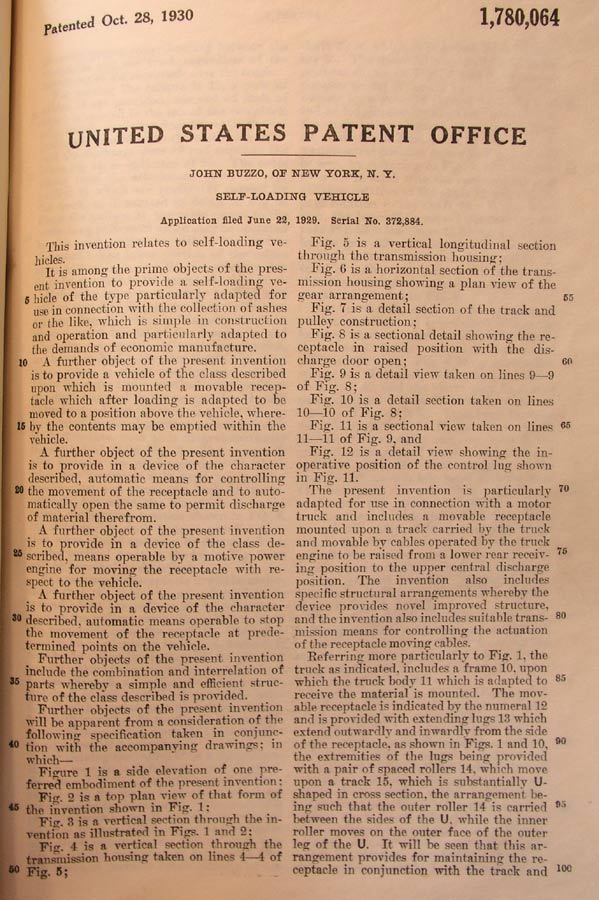 Patented Oct. 28, 1930
1,780,064
UNITED STATES PATENT OFFICE
JOHN BUZZO, OF NEW YORK, N. Y.
SELF-LOADING VEHICLE
Application filed June 22, 1929. Serial No. 372,884.
This invention relates to self-loading ve-
hicles.
It is among the prime objects of the pres-
ent invention to provide a self-loading ve-
5 hicle of the type particularly adapted for
use in connection with the collection of ashes
or the like, which is simple in construction
and operation and particularly adapted to
the demands of economic manufacture.
10 A further object of the present invention
is to provide a vehicle of the class described
upon which is mounted a movable recep-
tacle which after loading is adapted to be
moved to a position above the vehicle, where-
15 by the contents may be emptied within the
vehicle.
A further object of the present invention
is to provide in a device of the character
described, automatic means for controlling
20 the movement of the receptacle and to auto-
matically open the same to permit discharge
of material therefrom.
A further object of the present invention
is to provide in a device of the class de-
25 scribed, means operable by a motive power
engine for moving the receptacle with re-
spect to the vehicle.
A further object of the present invention
is to provide in a device of the character
30 described, automatic means operable to stop
the movement of the receptacle at prede-
termined points on the vehicle.
Further objects of the present invention
include the combination and interrelation of
35 parts whereby a simple and efficient struc-
ture of the class described is provided.
Further objects of the present invention
will be apparent from a consideration of the
following specification taken in conjunc-
40 tion with the accompanying drawings; in
which—
Figure 1 is a side elevation of one pre-
ferred embodiment of the present invention;
Fig. 2 is a top plan view of that form of
45 the invention shown in Fig. 1;
Fig. 3 is a vertical section through the in-
vention as illustrated in Figs. 1 and 2;
Fig. 4 is a vertical section through the
transmission housing taken on lines 4—4 of
50 Fig. 5;
Fig. 5 is a vertical longitudinal section
through the transmission housing;
Fig. 6 is a horizontal section of the trans-
mission housing showing a plan view of the
gear arrangement; 55
Fig. 7 is a detail section of the track and
pulley construction;
Fig. 8 is a sectional detail showing the re-
ceptacle in raised position with the dis-
charge door open; 60
Fig. 9 is a detail view taken on lines 9—9
of Fig. 8;
Fig. 10 is a detail section taken on lines
10—10 of Fig. 8;
Fig. 11 is a sectional view taken on lines 65
11—11 of Fig. 9, and
Fig. 12 is a detail view showing the in-
operative position of the control lug shown
in Fig. 11.
The present invention is particularly 70
adapted for use in connection with a motor
truck and includes a movable receptacle
mounted upon a track carried by the truck
and movable by cables operated by the truck
engine to be raised from a lower rear receiv- 75
ing position to the upper central discharge
position. The invention also includes
specific structural arrangements whereby the
device provides novel improved structure,
and the invention also includes suitable trans- 80
mission means for controlling the actuation
of the receptacle moving cables.
Referring more particularly to Fig. 1, the
truck as indicated, includes a frame 10, upon
which the truck body 11 which is adapted to 85
receive the material is mounted. The mov-
able receptacle is indicated by the numeral 12
and is provided with extending lugs 13 which
extend outwardly and inwardly from the side
of the receptacle, as shown in Figs. 1 and 10, 90
the extremities of the lugs being provided
with a pair of spaced rollers 14, which move
upon a track 15, which is substantially U-
shaped in cross section, the arrangement be-
ing such that the outer roller 14 is carried 95
between the sides of the U, while the inner
roller moves on the outer face of the outer
leg of the U. It will be seen that this ar-
rangement provides for maintaining the re-
ceptacle in conjunction with the track and 100